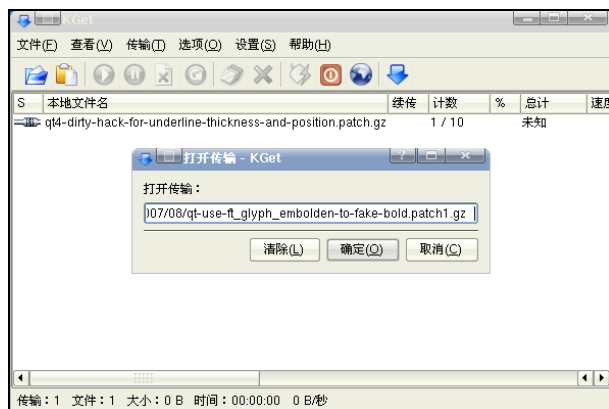 KGet
文件(F) 查看(V) 传输(T) 选项(O) 设置(S) 帮助(H)
S 本地文件名 续传 计数 % 总计 速度
qt4-dirty-hack-for-underline-thickness-and-position.patch.gz 1 / 10 未知
打开传输 - KGet
打开传输：
007/08/qt-use-ft_glyph_embolden-to-fake-bold.patch1.gz
清除(L) 确定(O) 取消(C)
传输：1 文件：1 大小：0 B 时间：00:00:00 0 B/秒